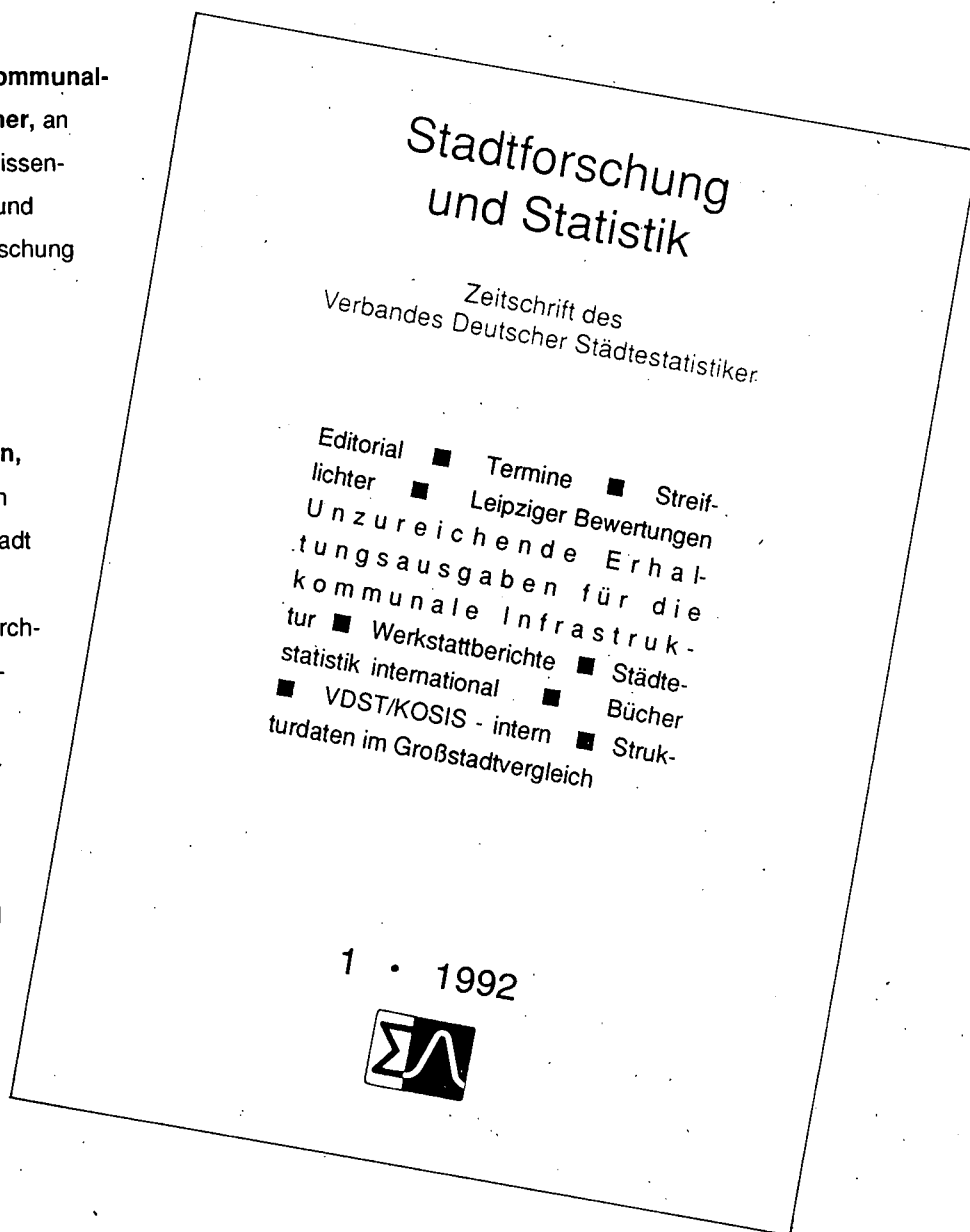 ommunal-
ner, an
issen-
und
schung
n,
n
adt
rch-
-
Stadtforschung
und Statistik
Zeitschrift des
Verbandes Deutscher Städtestatistiker
Editorial ■ Termine ■ Streif-
lichter ■ Leipziger Bewertungen
Unzureichende Erhal-
tungsausgaben für die
kommunale Infrastruk-
tur ■ Werkstattberichte ■ Städte-
statistik international ■ Bücher
■ VDST/KOSIS - intern ■ Struk-
turdaten im Großstadtvergleich
1 · 1992